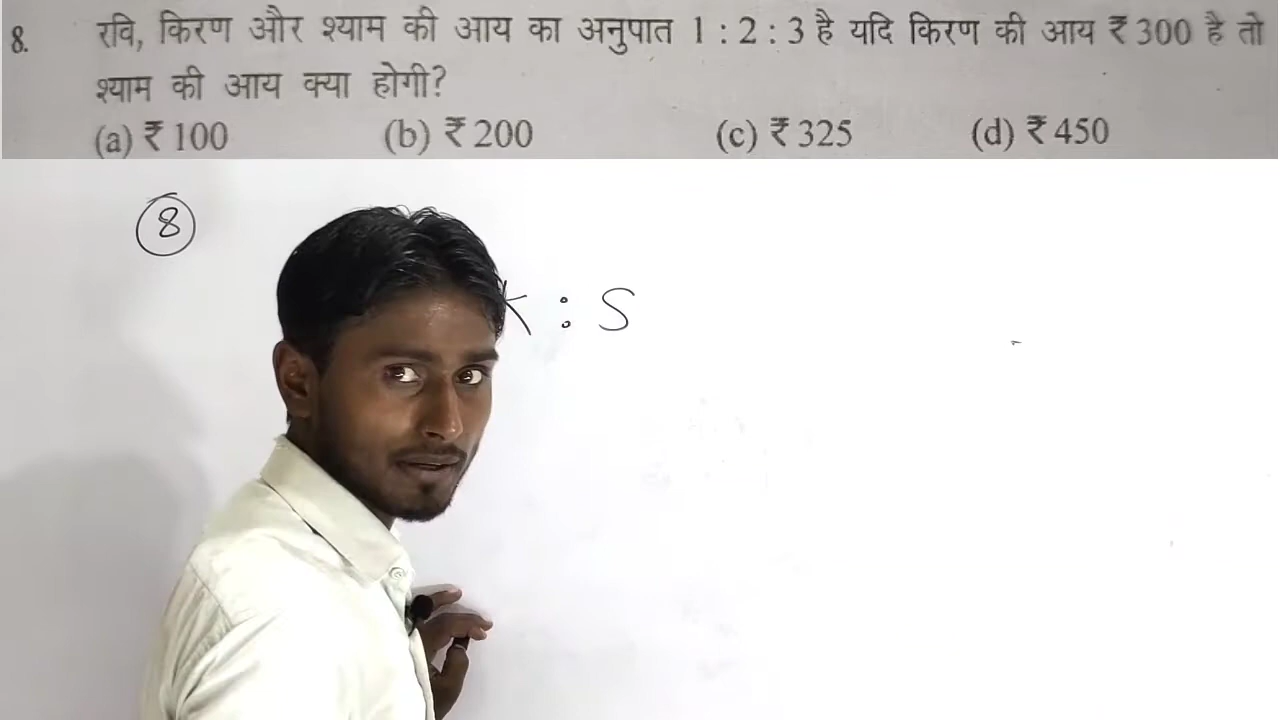 8. रवि, किरण और श्याम की आय का अनुपात 1 : 2 : 3 है यदि किरण की आय ₹ 300 है तो
श्याम की आय क्या होगी?
(a) ₹ 100 (b) ₹ 200 (c) ₹ 325 (d) ₹ 450
8
K : S